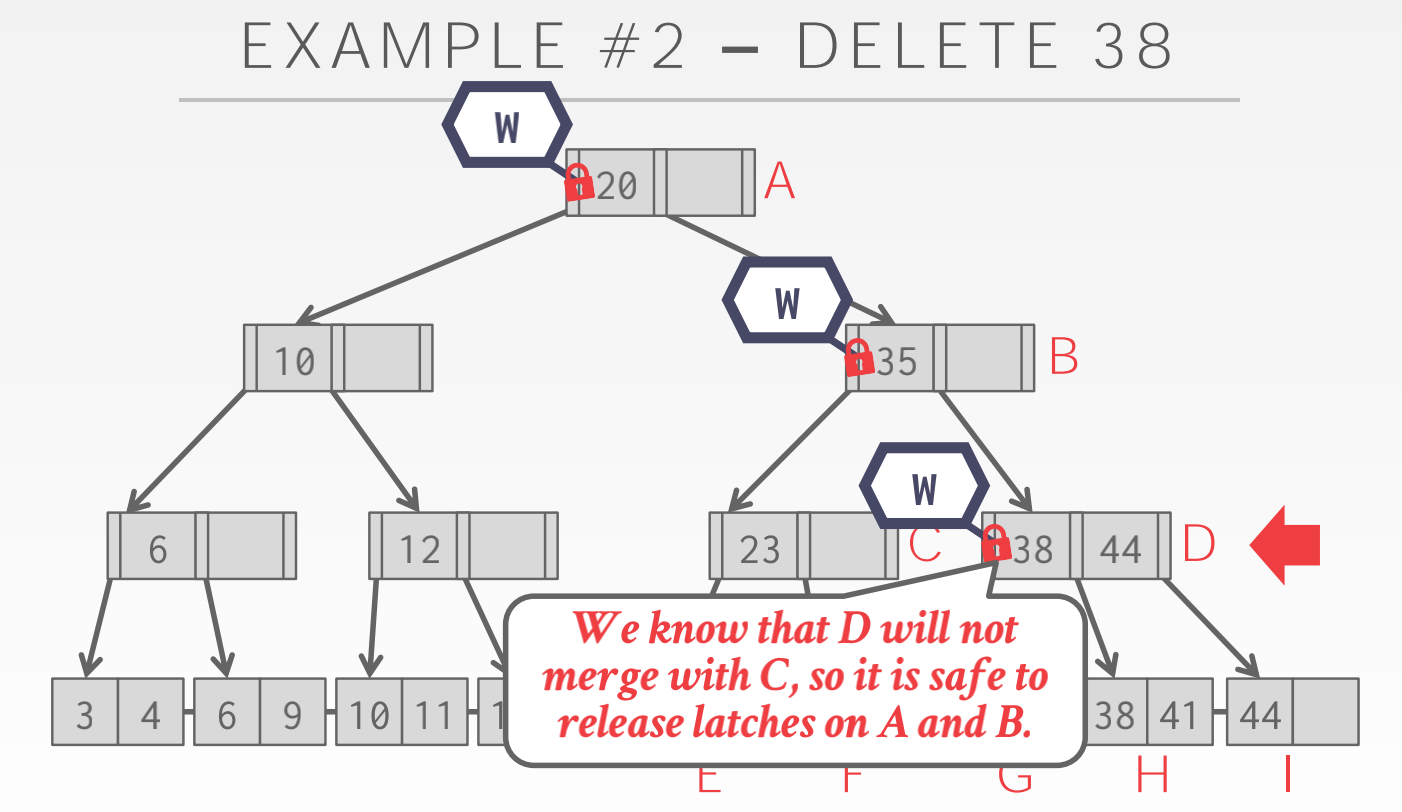 EXAMPLE #2 – DELETE 38
W
20 A
W
10 35 B
W
6 12 23 C 38 44 D
We know that D will not
merge with C, so it is safe to
release latches on A and B.
3 4 6 9 10 11 1 38 41 44
E F G H I